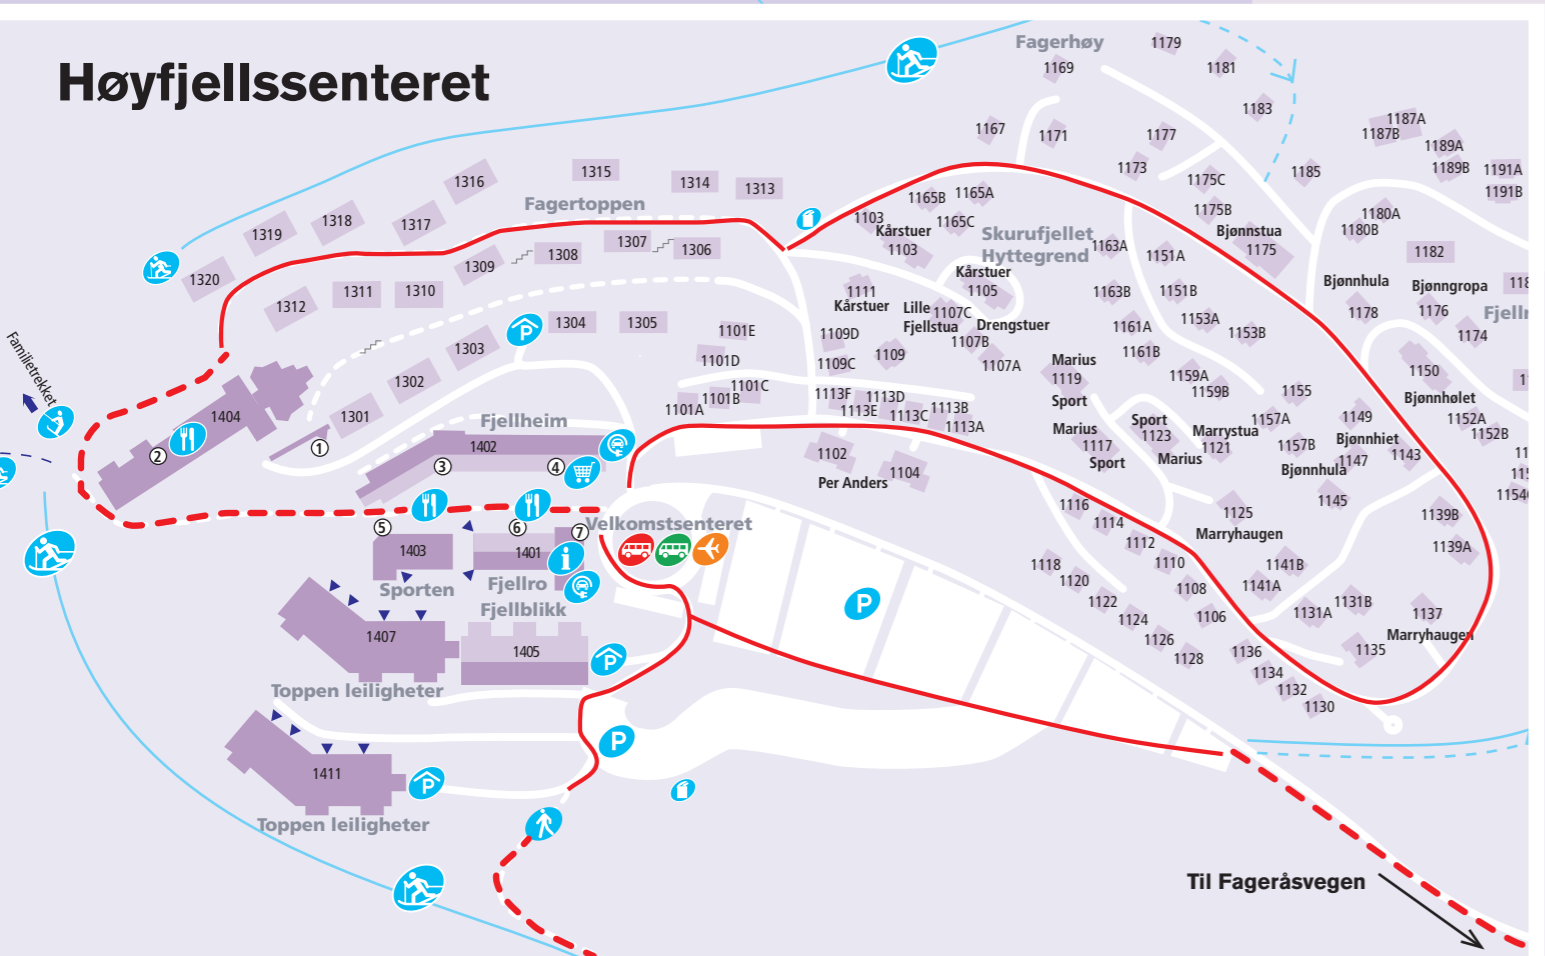 Høyfjellssenteret
Fagerhøy
1169
1179
1181
1183
1167
1171
1177
1173
1187A
1187B
1189A
1189B
1191A
1191B
1185
1316
1315
1314
1313
Fagertoppen
1319
1318
1317
1320
1309
1308
1307
1306
1312
1311
1310
1304
1305
1303
1302
1301
1165B
1165A
1165C
1103
Kårstuer
1103
Skurufjellet
Hyttegrend
1175C
1175B
Bjønnstua
1175
1180A
1180B
1182
1163A
1151A
Kårstuer
1105
1111
Kårstuer
Lille
Fjellstua
1107C
1107B
Drengstuer
1107A
1163B
1151B
1161A
1153A
1153B
1161B
Bjønnhula
1178
Bjønngropa
1176
1174
1101E
1101D
1101C
1101B
1101A
1109D
1109C
1109
1113F
1113E
1113D
1113C
1113B
1113A
Marius
1119
Sport
1159A
1159B
1155
1150
Bjønnhølet
1152A
1152B
Marius
1117
Sport
Sport
1123
Marius
Marrystua
1121
1157A
1157B
1149
Bjønnhiet
1147
Bjønnhula
1143
1145
Familietrekket
1404
1
2
Fjellheim
1402
3
4
1102
Per Anders
1104
1116
1114
1112
1110
1108
1106
1125
Marryhaugen
1139B
1139A
5
6
7
Velkomstsenteret
1403
Sporten
1401
Fjellro
i
P
Fjellblikk
1118
1120
1122
1124
1126
1128
1141B
1141A
1131A
1131B
1137
Marryhaugen
1135
1136
1134
1132
1130
1407
Toppen leiligheter
1405
P
P
P
1411
P
Toppen leiligheter
P
Til Fageråsvegen